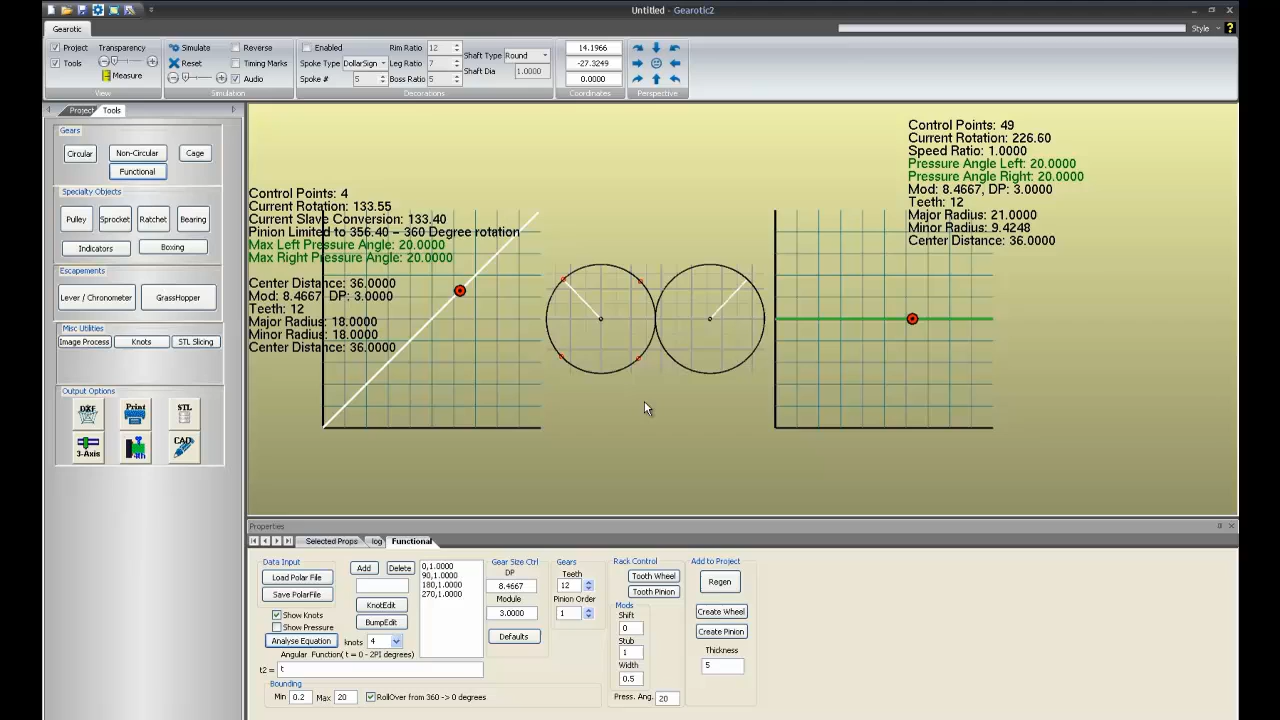 Untitled - Gearotic2
Gearotic
Style
Project
Transparency
Tools
Measure
View
Simulate
Reverse
Reset
Timing Marks
Audio
Simulation
Enabled
Rim Ratio 12
Spoke Type DollarSign
Leg Ratio 7
Spoke # 5
Boss Ratio 5
Shaft Type Round
Shaft Dia 1.0000
Decorations
14.1966
-27.3249
0.0000
Coordinates
Perspective
Project Tools
Gears
Circular Non-Circular Cage
Functional
Specialty Objects
Pulley Sprocket Ratchet Bearing
Indicators Boxing
Escapements
Lever / Chronometer GrassHopper
Misc Utilities
Image Process Knots STL Slicing
Output Options
DXF Print STL
3-Axis CAD
Control Points: 4
Current Rotation: 133.55
Current Slave Conversion: 133.40
Pinion Limited to 356.40 - 360 Degree rotation
Max Left Pressure Angle: 20.0000
Max Right Pressure Angle: 20.0000
Center Distance: 36.0000
Mod: 8.4667, DP: 3.0000
Teeth: 12
Major Radius: 18.0000
Minor Radius: 18.0000
Center Distance: 36.0000
Control Points: 49
Current Rotation: 226.60
Speed Ratio: 1.0000
Pressure Angle Left: 20.0000
Pressure Angle Right: 20.0000
Mod: 8.4667, DP: 3.0000
Teeth: 12
Major Radius: 21.0000
Minor Radius: 9.4248
Center Distance: 36.0000
Properties
Selected Props log Functional
Data Input
Load Polar File
Save PolarFile
Show Knots
Show Pressure
Analyse Equation
Add Delete
KnotEdit
BumpEdit
knots 4
0,1.0000
90,1.0000
180,1.0000
270,1.0000
Angular Function( t = 0 - 2PI degrees)
t2 = t
Bounding
Min 0.2 Max 20 RollOver from 360 -> 0 degrees
Gear Size Ctrl
DP
8.4667
Module
3.0000
Defaults
Gears
Teeth
12
Pinion Order
1
Rack Control
Tooth Wheel
Tooth Pinion
Mods
Shift
0
Stub
1
Width
0.5
Press. Ang. 20
Add to Project
Regen
Create Wheel
Create Pinion
Thickness
5